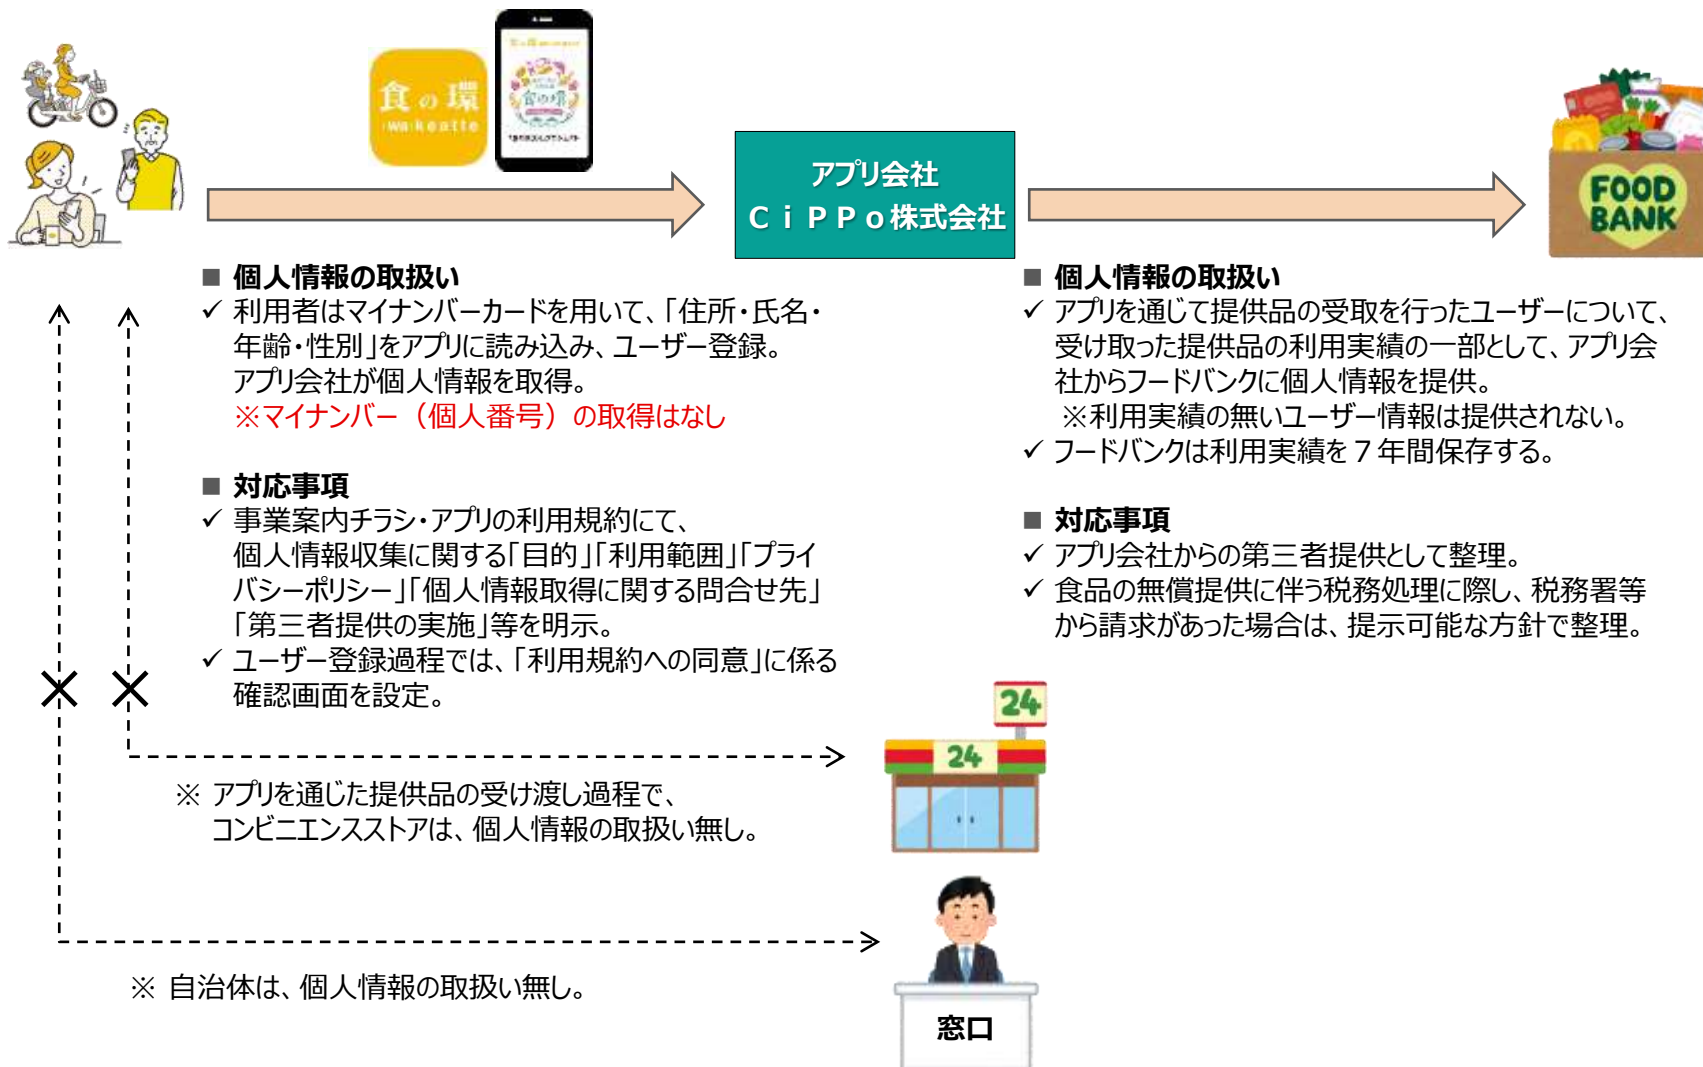 食の環
アプリ会社
ＣｉＰＰｏ株式会社
FOOD
BANK
■ 個人情報の取扱い
✓ 利用者はマイナンバーカードを用いて、「住所・氏名・
年齢・性別」をアプリに読み込み、ユーザー登録。
アプリ会社が個人情報を取得。
※マイナンバー（個人番号）の取得はなし
■ 対応事項
✓ 事業案内チラシ・アプリの利用規約にて、
個人情報収集に関する「目的」「利用範囲」「プライ
バシーポリシー」「個人情報取得に関する問合せ先」
「第三者提供の実施」等を明示。
✓ ユーザー登録過程では、「利用規約への同意」に係る
確認画面を設定。
■ 個人情報の取扱い
✓ アプリを通じて提供品の受取を行ったユーザーについて、
受け取った提供品の利用実績の一部として、アプリ会
社からフードバンクに個人情報を提供。
※利用実績の無いユーザー情報は提供されない。
✓ フードバンクは利用実績を７年間保存する。
■ 対応事項
✓ アプリ会社からの第三者提供として整理。
✓ 食品の無償提供に伴う税務処理に際し、税務署等
から請求があった場合は、提示可能な方針で整理。
24
24
※ アプリを通じた提供品の受け渡し過程で、
コンビニエンスストアは、個人情報の取扱い無し。
※ 自治体は、個人情報の取扱い無し。
窓口